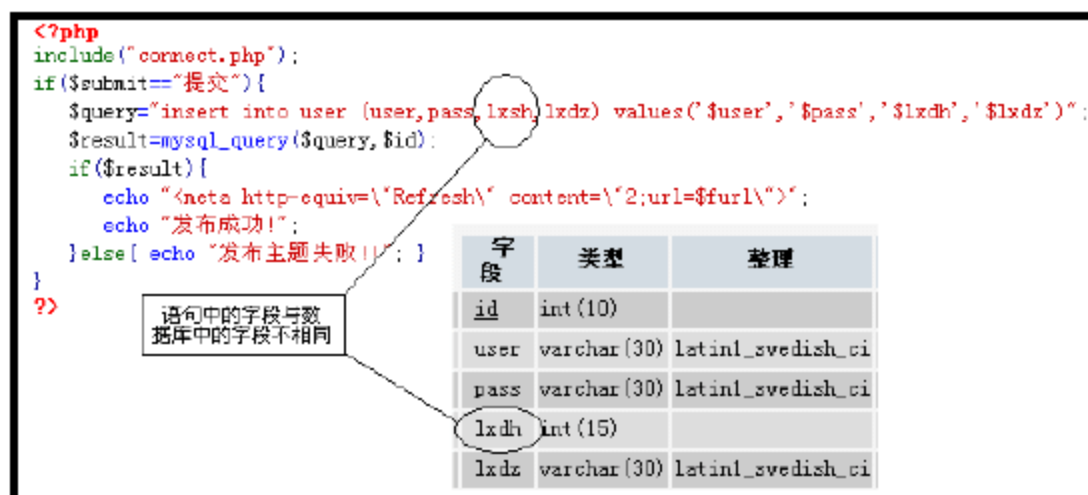 <?php
include("connect.php");
if($submit=="提交"){
$query="insert into user (user,pass,lxsh,lxdz) values('$user','$pass','$lxdh','$lxdz')";
$result=mysql_query($query,$id);
if($result){
echo "<meta http-equiv=\"Refresh\" content=\"2;url=$furl\">";
echo "发布成功!";
}else{ echo "发布主题失败!!"; }
}
?>
语句中的字段与数
据库中的字段不相同
字段 类型 整理
id int(10)
user varchar(30) latin1_swedish_ci
pass varchar(30) latin1_swedish_ci
lxdh int(15)
lxdz varchar(30) latin1_swedish_ci